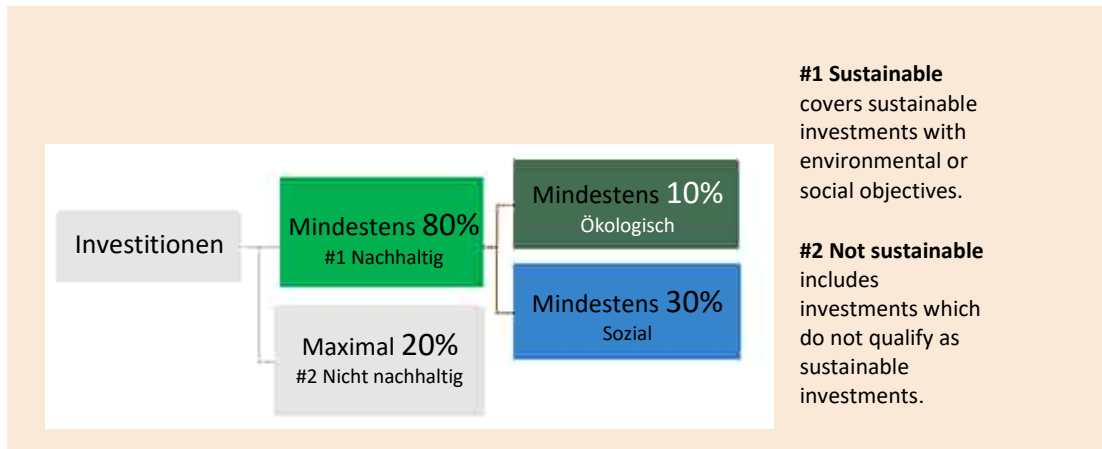 Investitionen
Mindestens 80%
#1 Nachhaltig
Maximal 20%
#2 Nicht nachhaltig
Mindestens 10%
Ökologisch
Mindestens 30%
Sozial
#1 Sustainable
covers sustainable
investments with
environmental or
social objectives.
#2 Not sustainable
includes
investments which
do not qualify as
sustainable
investments.